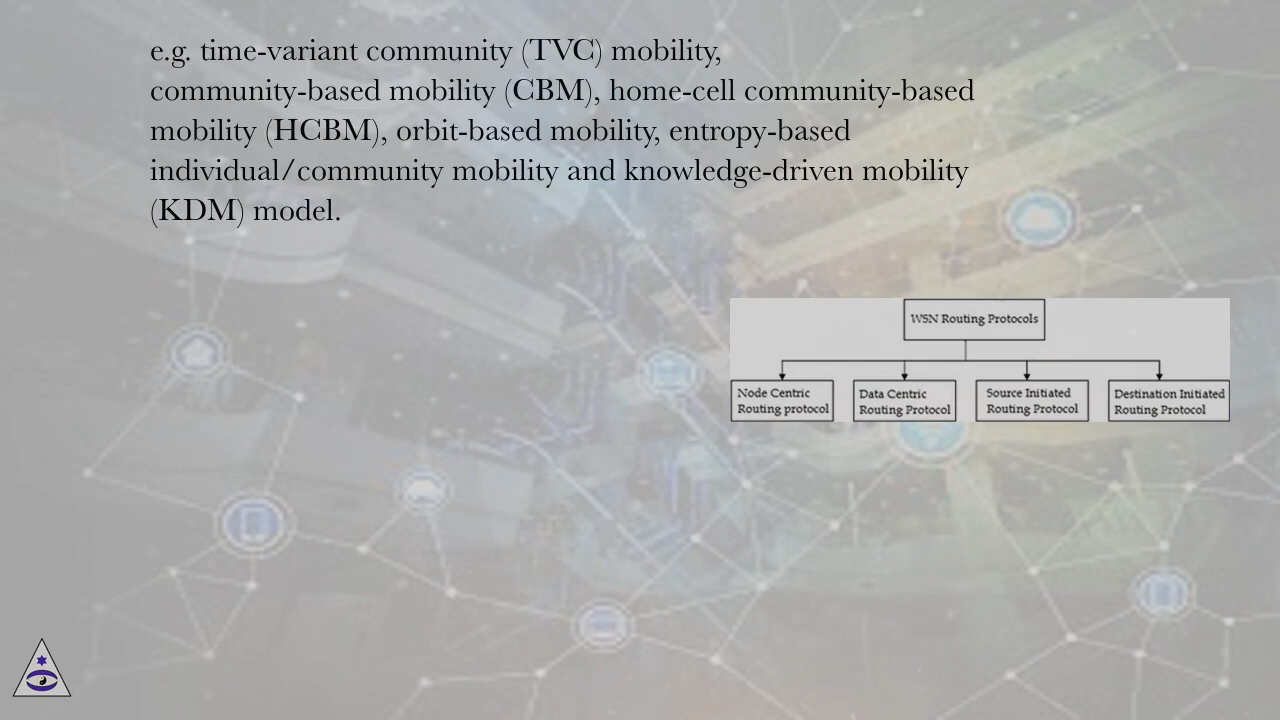 e.g. time-variant community (TVC) mobility,
community-based mobility (CBM), home-cell community-based
mobility (HCBM), orbit-based mobility, entropy-based
individual/community mobility and knowledge-driven mobility
(KDM) model.
WSN Routing Protocols
Node Centric
Routing protocol
Data Centric
Routing Protocol
Source Initiated
Routing Protocol
Destination Initiated
Routing Protocol